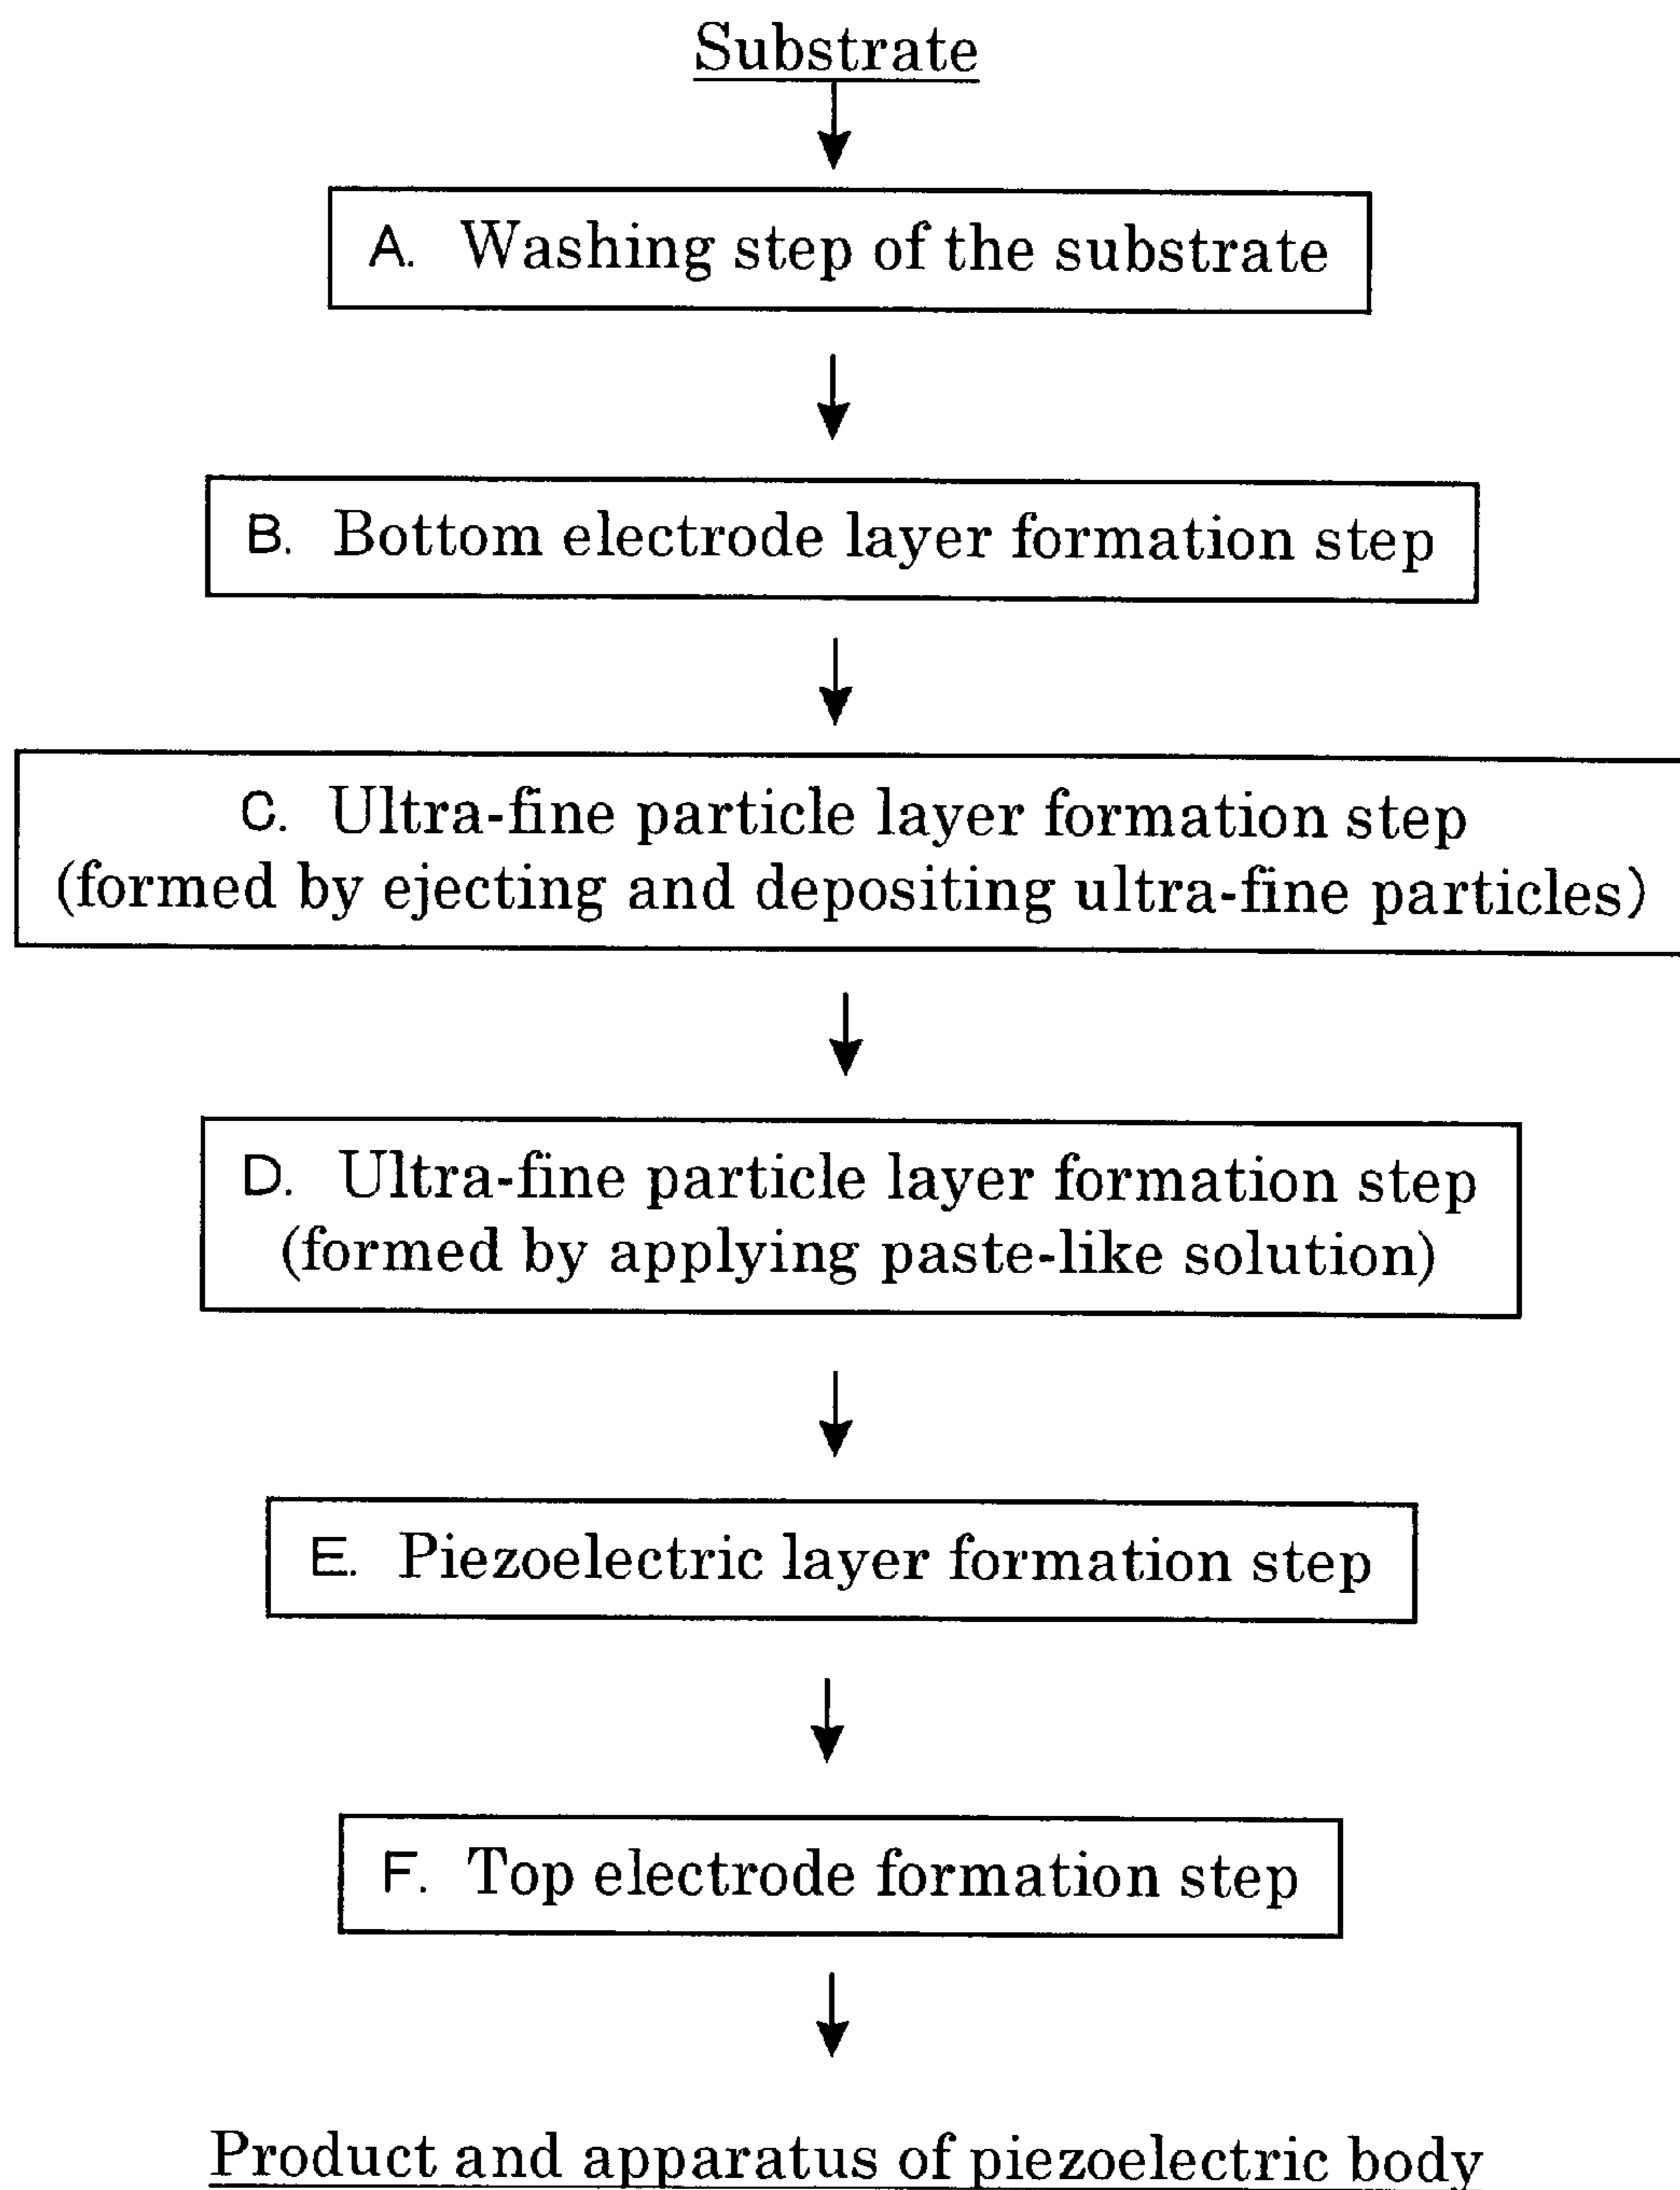 Substrate
A. Washing step of the substrate
B. Bottom electrode layer formation step
C. Ultra-fine particle layer formation step
(formed by ejecting and depositing ultra-fine particles)
D. Ultra-fine particle layer formation step
(formed by applying paste-like solution)
E. Piezoelectric layer formation step
F. Top electrode formation step
Product and apparatus of piezoelectric body